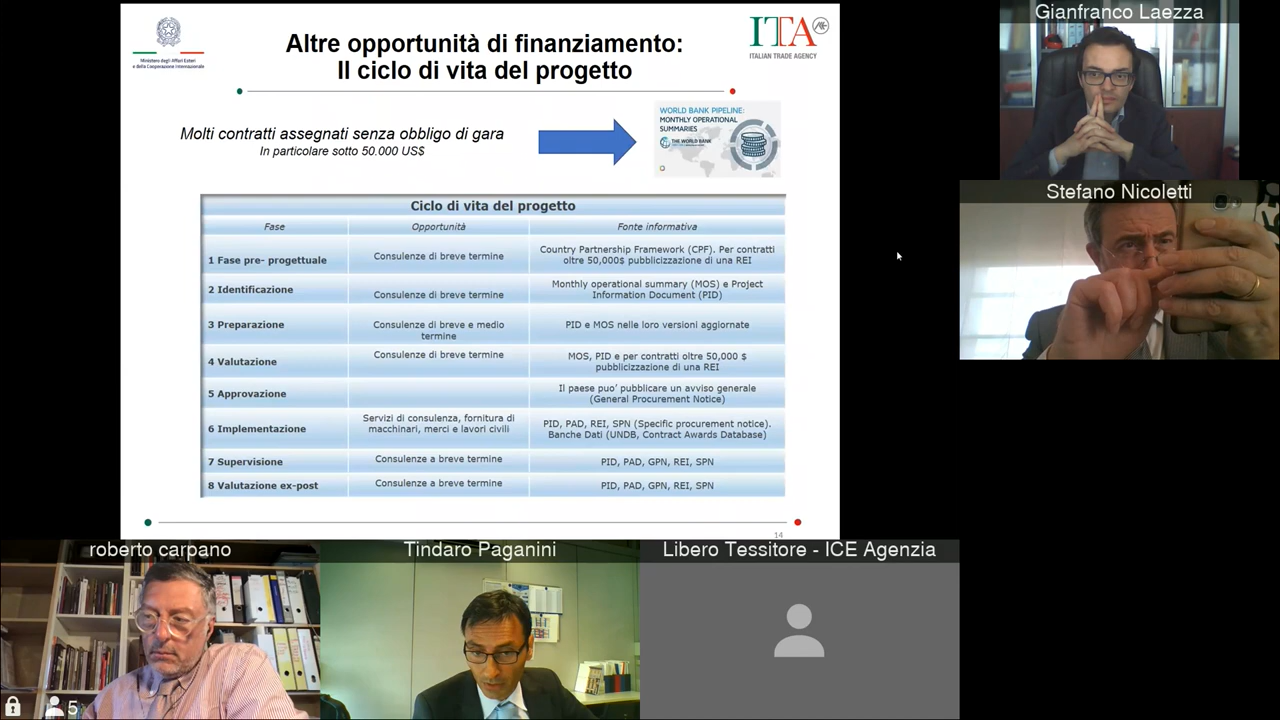 Ministero degli Affari Esteri
e della Cooperazione Internazionale
Altre opportunità di finanziamento:
Il ciclo di vita del progetto
ITA
ITALIAN TRADE AGENCY
Molti contratti assegnati senza obbligo di gara
In particolare sotto 50.000 US$
WORLD BANK PIPELINE:
MONTHLY OPERATIONAL
SUMMARIES
THE WORLD BANK
Ciclo di vita del progetto
Fase Opportunità Fonte informativa
1 Fase pre- progettuale
Consulenze di breve termine
Country Partnership Framework (CPF). Per contratti
oltre 50,000$ pubblicizzazione di una REI
2 Identificazione
Consulenze di breve termine
Monthly operational summary (MOS) e Project
Information Document (PID)
3 Preparazione
Consulenze di breve e medio
termine
PID e MOS nelle loro versioni aggiornate
4 Valutazione
Consulenze di breve termine
MOS, PID e per contratti oltre 50,000 $
pubblicizzazione di una REI
5 Approvazione
Il paese puo’ pubblicare un avviso generale
(General Procurement Notice)
6 Implementazione
Servizi di consulenza, fornitura di
macchinari, merci e lavori civili
PID, PAD, REI, SPN (Specific procurement notice).
Banche Dati (UNDB, Contract Awards Database)
7 Supervisione
Consulenze a breve termine
PID, PAD, GPN, REI, SPN
8 Valutazione ex-post
Consulenze a breve termine
PID, PAD, GPN, REI, SPN
14
Gianfranco Laezza
Stefano Nicoletti
roberto carpano
Tindaro Paganini
Libero Tessitore - ICE Agenzia
5